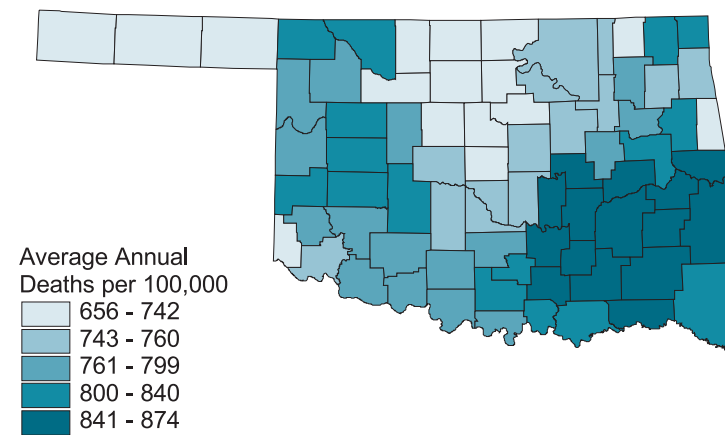 Average Annual
Deaths per 100,000
656 - 742
743 - 760
761 - 799
800 - 840
841 - 874